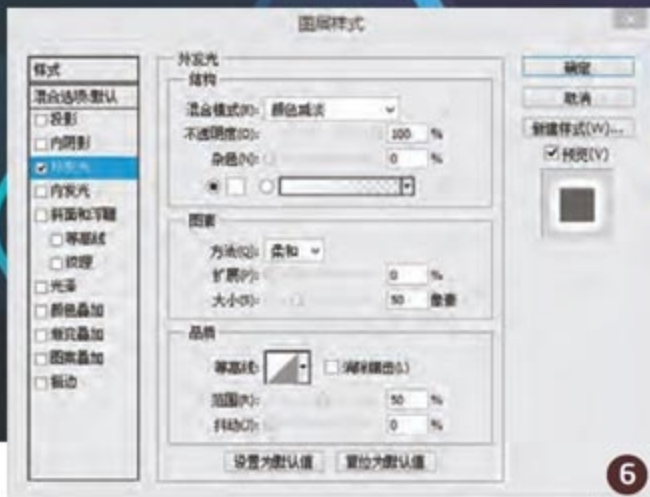 图层样式
样式
混合选项:默认
投影
内阴影
外发光
内发光
斜面和浮雕
等高线
纹理
光泽
颜色叠加
渐变叠加
图案叠加
描边
外发光
结构
混合模式(E): 颜色减淡
不透明度(O): 100 %
杂色(N): 0 %
图素
方法(Q): 柔和
扩展(P): 0 %
大小(S): 50 像素
品质
等高线: 消除锯齿(L)
范围(R): 50 %
抖动(J): 0 %
设置为默认值 复位为默认值
确定
取消
新建样式(W)...
预览(V)
6